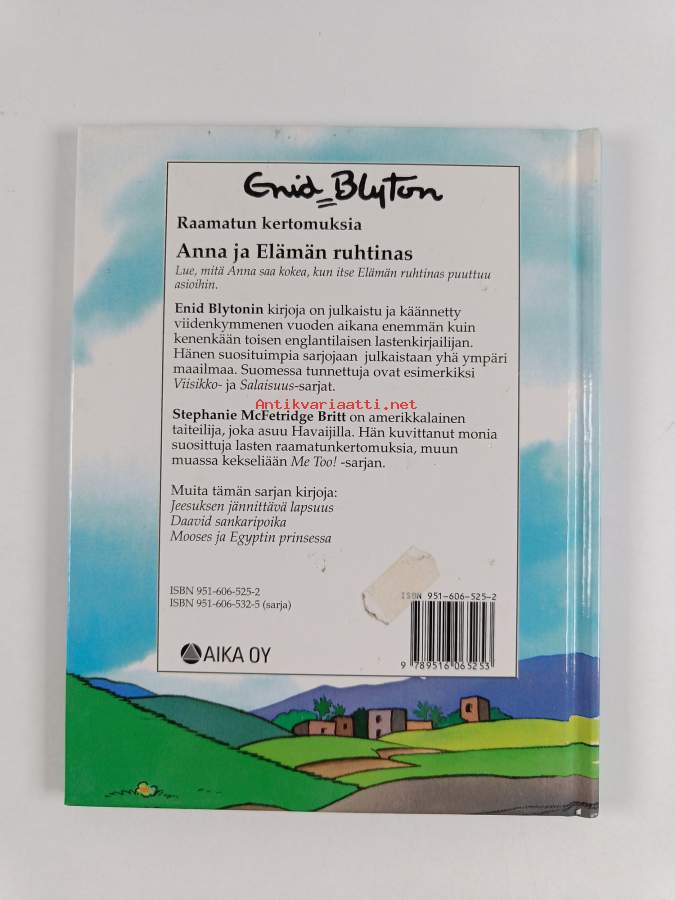 Enid Blyton
Raamatun kertomuksia
Anna ja Elämän ruhtinas
Lue, mitä Anna saa kokea, kun itse Elämän ruhtinas puuttuu
asioihin.
Enid Blytonin kirjoja on julkaistu ja käännetty
viidenkymmenen vuoden aikana enemmän kuin
kenenkään toisen englantilaisen lastenkirjailijan.
Hänen suosituimpia sarjojaan julkaistaan yhä ympäri
maailmaa. Suomessa tunnettuja ovat esimerkiksi
Viisikko- ja Salaisuus-sarjat.
Antikvariaatti.net
Stephanie McFetridge Britt on amerikkalainen
taiteilija, joka asuu Havaijilla. Hän kuvittanut monia
suosittuja lasten raamatunkertomuksia, muun
muassa kekseliään Me Too! -sarjan.
Muita tämän sarjan kirjoja:
Jeesuksen jännittävä lapsuus
Daavid sankaripoika
Mooses ja Egyptin prinsessa
ISBN 951-606-525-2
ISBN 951-606-532-5 (sarja)
AIKA OY
ISBN 951-606-525-2
9 789516 065253